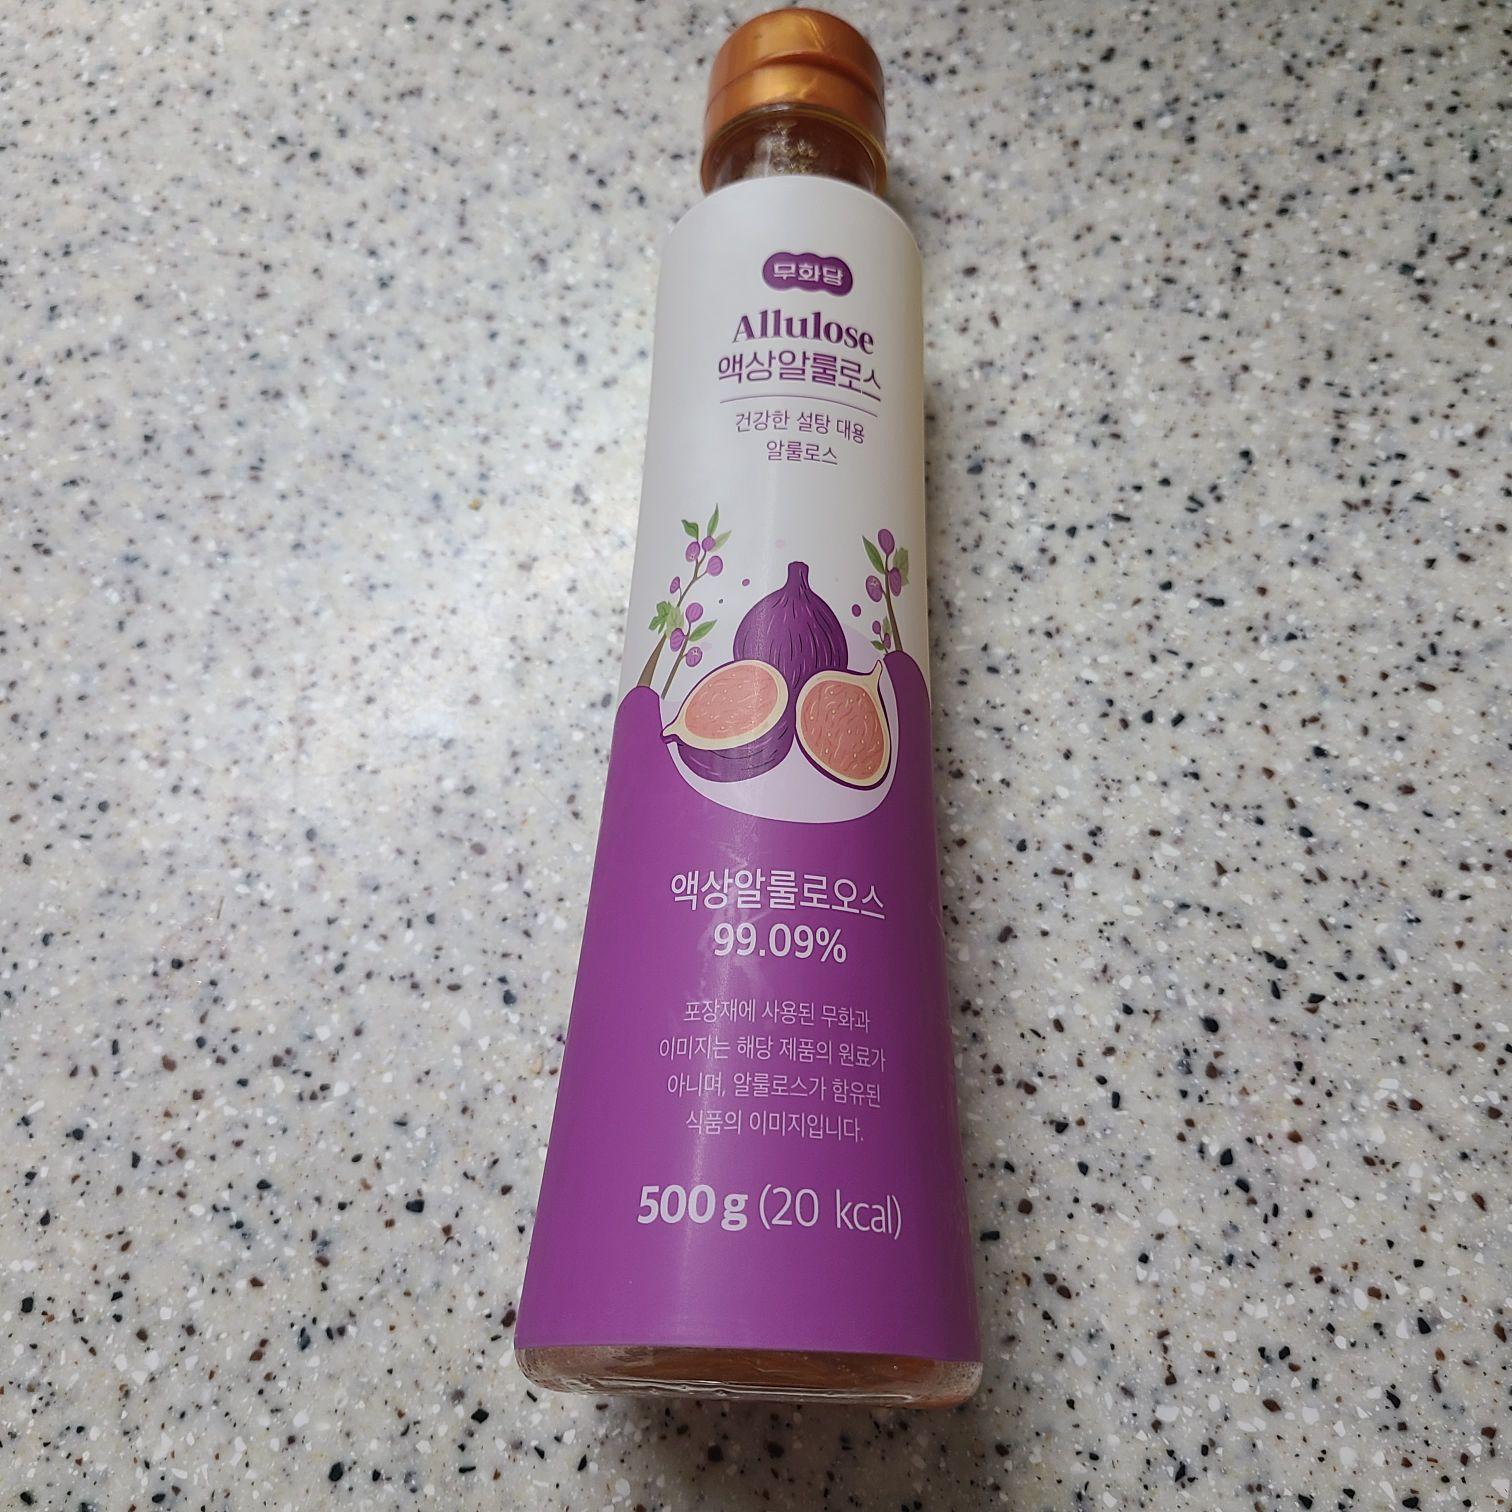 무화당
Allulose
액상알룰로스
건강한 설탕 대용
알룰로스
액상알룰로오스
99.09%
포장재에 사용된 무화과
이미지는 해당 제품의 원료가
아니며, 알룰로스가 함유된
식품의 이미지입니다.
500g (20 kcal)